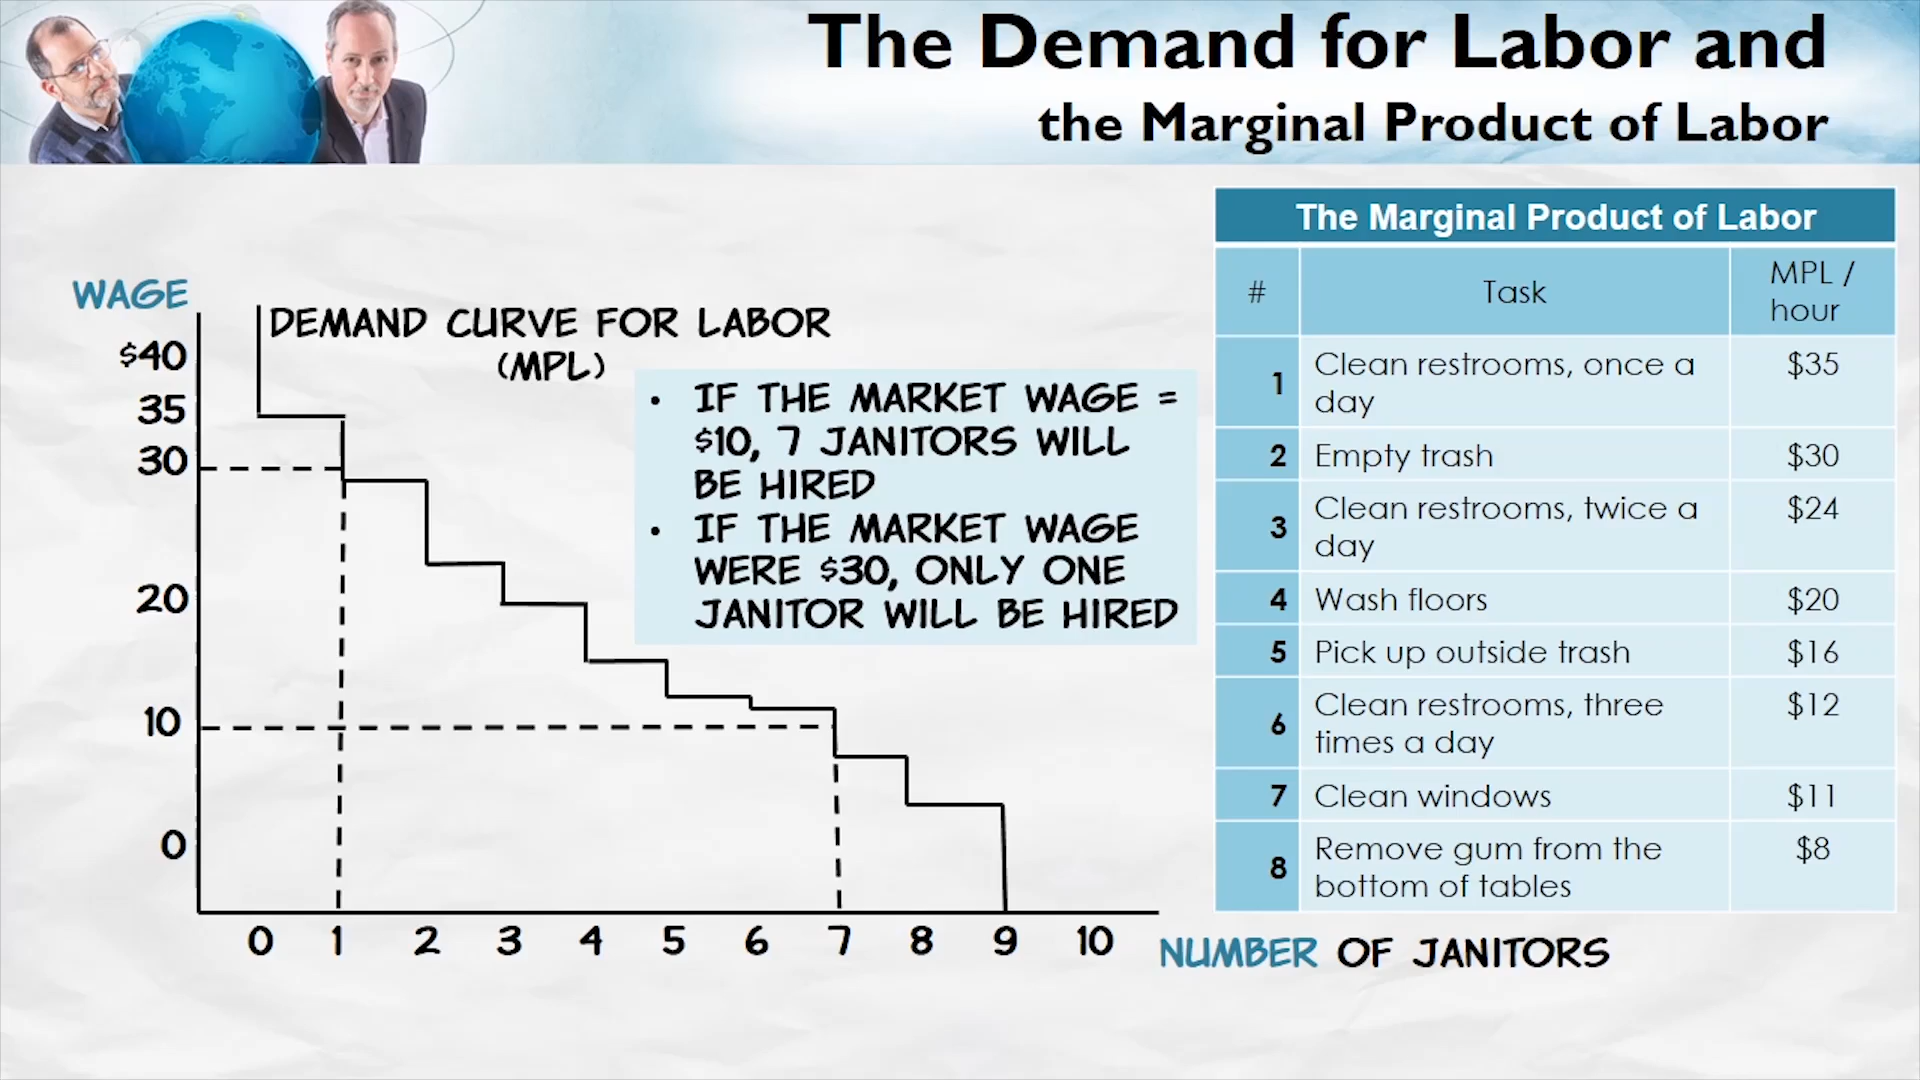 The Demand for Labor and
the Marginal Product of Labor
WAGE
DEMAND CURVE FOR LABOR
(MPL)
$40
35
30
20
10
0
• IF THE MARKET WAGE =
$10, 7 JANITORS WILL
BE HIRED
• IF THE MARKET WAGE
WERE $30, ONLY ONE
JANITOR WILL BE HIRED
0 1 2 3 4 5 6 7 8 9 10
NUMBER OF JANITORS
The Marginal Product of Labor
# Task MPL /
hour
1 Clean restrooms, once a $35
day
2 Empty trash $30
3 Clean restrooms, twice a $24
day
4 Wash floors $20
5 Pick up outside trash $16
6 Clean restrooms, three $12
times a day
7 Clean windows $11
8 Remove gum from the $8
bottom of tables